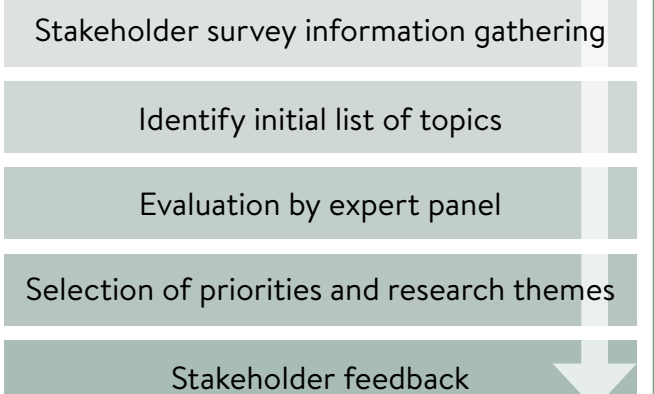 Stakeholder survey information gathering
Identify initial list of topics
Evaluation by expert panel
Selection of priorities and research themes
Stakeholder feedback